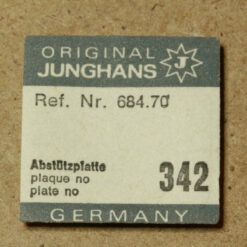 ORIGINAL
JUNGHANS J
Ref. Nr. 684.70
Abstützplatte
plaque no
plate no
342
GERMANY